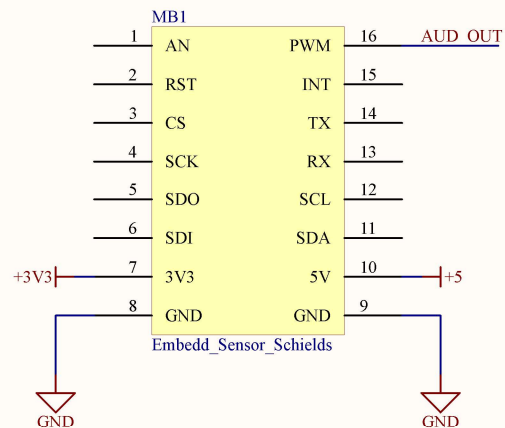 MB1
1 AN PWM 16 AUD_OUT
2 RST INT 15
3 CS TX 14
4 SCK RX 13
5 SDO SCL 12
6 SDI SDA 11
+3V3 7 3V3 5V 10 +5
8 GND GND 9
Embedd_Sensor_Schields
GND GND